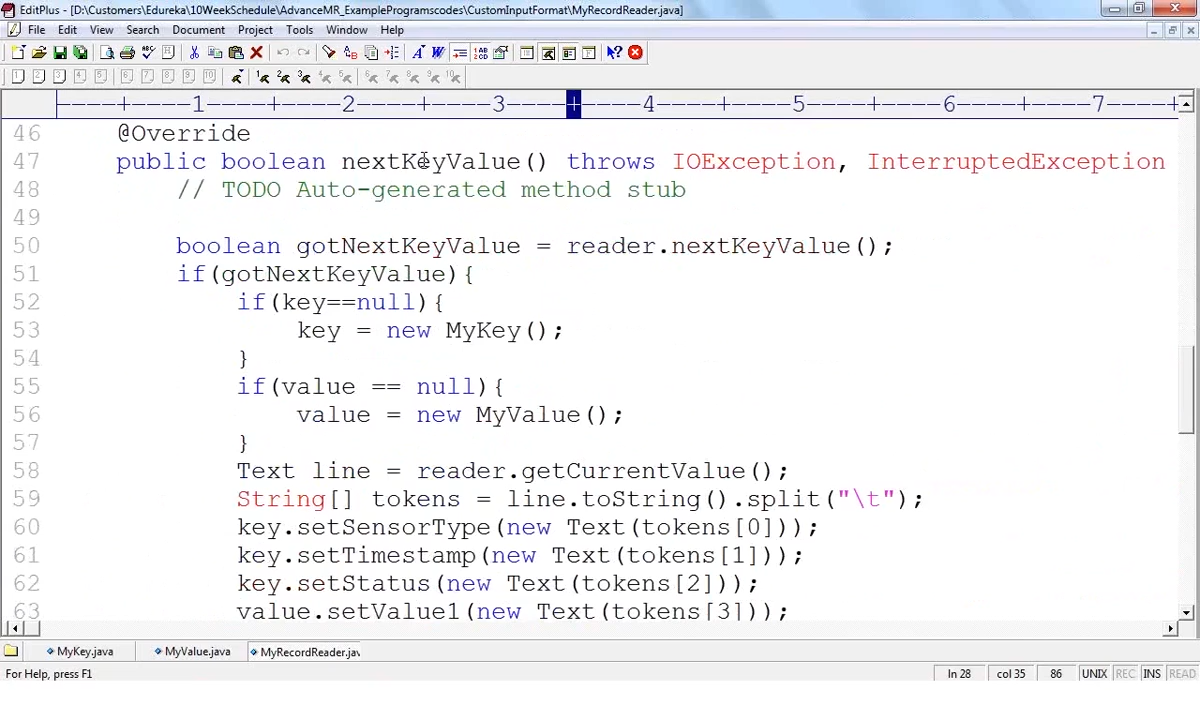 EditPlus - [D:\Customers\Edureka\10WeekSchedule\AdvanceMR_ExampleProgramscodes\CustomInputFormat\MyRecordReader.java]
File Edit View Search Document Project Tools Window Help
----+----1----+----2----+----3----+----4----+----5----+----6----+----7----+
46 @Override
47 public boolean nextKeyValue() throws IOException, InterruptedException
48 // TODO Auto-generated method stub
49
50 boolean gotNextKeyValue = reader.nextKeyValue();
51 if(gotNextKeyValue){
52 if(key==null){
53 key = new MyKey();
54 }
55 if(value == null){
56 value = new MyValue();
57 }
58 Text line = reader.getCurrentValue();
59 String[] tokens = line.toString().split("\t");
60 key.setSensorType(new Text(tokens[0]));
61 key.setTimestamp(new Text(tokens[1]));
62 key.setStatus(new Text(tokens[2]));
63 value.setValue1(new Text(tokens[3]));
MyKey.java MyValue.java MyRecordReader.jav
For Help, press F1 ln 28 col 35 86 UNIX REC INS READ